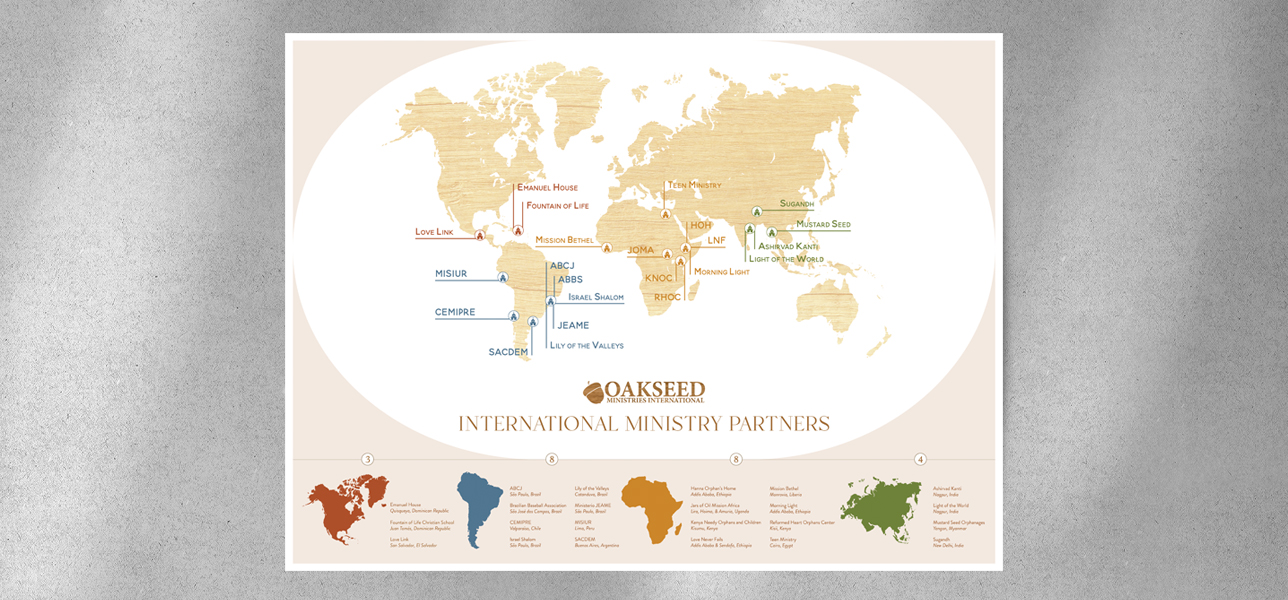 Emanuel House
Fountain of Life
Love Link
Teen Ministry
Sugandh
Mustard Seed
HOH
Mission Bethel
LNF
JOMA
Ashirvad Kanti
Light of the World
ABCJ
MISIUR
ABBS
KNOC
Morning Light
Israel Shalom
RHOC
CEMIPRE
JEAME
Lily of the Valleys
SACDEM
OAKSEED
MINISTRIES INTERNATIONAL
INTERNATIONAL MINISTRY PARTNERS
3
8
8
4
Emanuel House
Quisqueya, Dominican Republic
Fountain of Life Christian School
Juan Tomás, Dominican Republic
Love Link
San Salvador, El Salvador
ABCJ
São Paulo, Brazil
Brazilian Baseball Association
São José dos Campos, Brazil
CEMIPRE
Valparaiso, Chile
Israel Shalom
São Paulo, Brazil
Lily of the Valleys
Catanduva, Brazil
Ministerio JEAME
São Paulo, Brazil
MISIUR
Lima, Peru
SACDEM
Buenos Aires, Argentina
Hanna Orphan's Home
Addis Ababa, Ethiopia
Jars of Oil Mission Africa
Lira, Hoima, & Amuria, Uganda
Kenya Needy Orphans and Children
Kisumu, Kenya
Love Never Fails
Addis Ababa & Sendafa, Ethiopia
Mission Bethel
Monrovia, Liberia
Morning Light
Addis Ababa, Ethiopia
Reformed Heart Orphans Center
Kisii, Kenya
Teen Ministry
Cairo, Egypt
Ashirvad Kanti
Nagpur, India
Light of the World
Nagpur, India
Mustard Seed Orphanages
Yangon, Myanmar
Sugandh
New Delhi, India